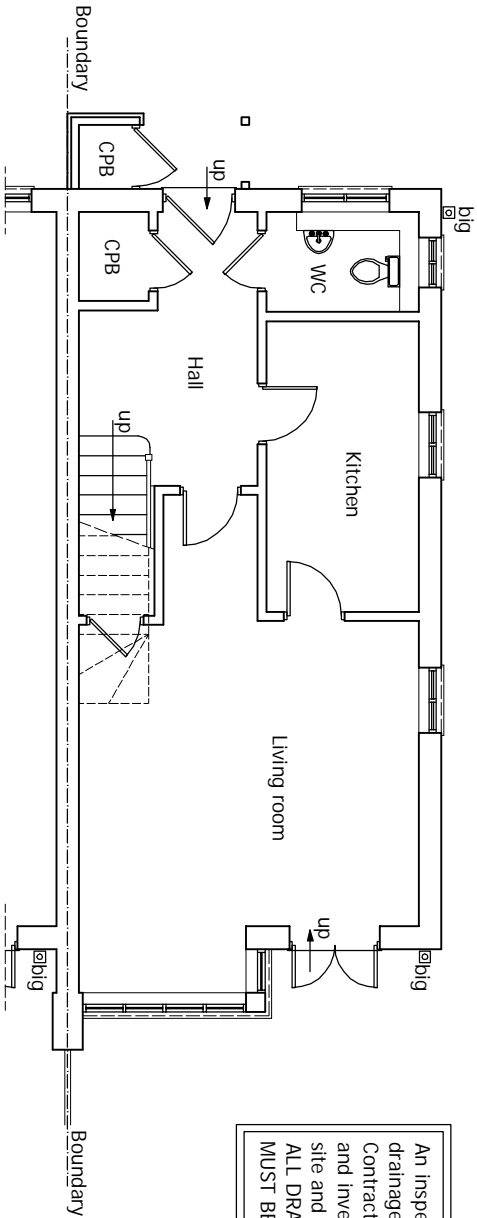 Boundary
CPB
up
CPB
WC
big
Hall
up
Kitchen
Living room
up
big
big
Boundary
An inspe
drainage
Contract
and inve
site and
ALL DRA
MUST BE